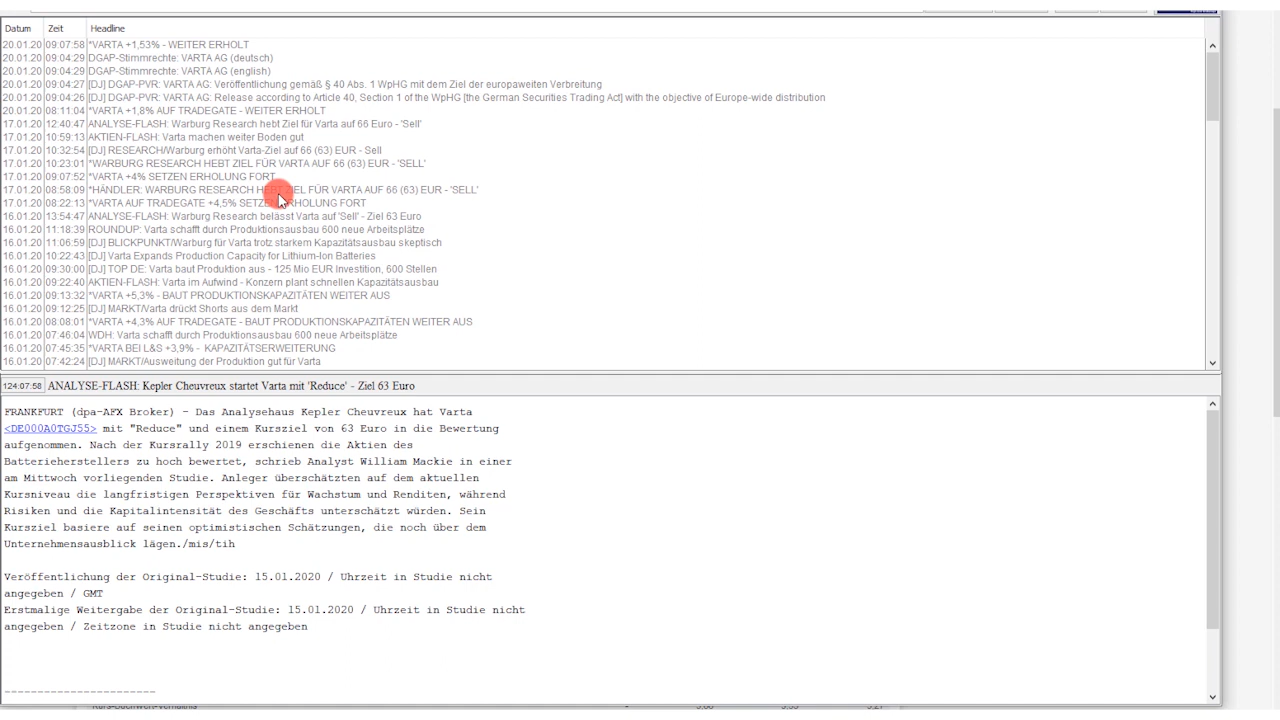 Datum Zeit Headline
20.01.20 09:07:58 *VARTA +1,53% - WEITER ERHOLT
20.01.20 09:04:29 DGAP-Stimmrechte: VARTA AG (deutsch)
20.01.20 09:04:29 DGAP-Stimmrechte: VARTA AG (english)
20.01.20 09:04:27 [DJ] DGAP-PVR: VARTA AG: Veröffentlichung gemäß § 40 Abs. 1 WpHG mit dem Ziel der europaweiten Verbreitung
20.01.20 09:04:26 [DJ] DGAP-PVR: VARTA AG: Release according to Article 40, Section 1 of the WpHG [the German Securities Trading Act] with the objective of Europe-wide distribution
20.01.20 08:11:04 *VARTA +1,8% AUF TRADEGATE - WEITER ERHOLT
17.01.20 12:40:47 ANALYSE-FLASH: Warburg Research hebt Ziel für Varta auf 66 Euro - 'Sell'
17.01.20 10:59:13 AKTIEN-FLASH: Varta machen weiter Boden gut
17.01.20 10:32:54 [DJ] RESEARCH/Warburg erhöht Varta-Ziel auf 66 (63) EUR - Sell
17.01.20 10:23:01 *WARBURG RESEARCH HEBT ZIEL FÜR VARTA AUF 66 (63) EUR - 'SELL'
17.01.20 09:07:52 *VARTA +4% SETZEN ERHOLUNG FORT
17.01.20 08:58:09 *HÄNDLER: WARBURG RESEARCH HEBT ZIEL FÜR VARTA AUF 66 (63) EUR - 'SELL'
17.01.20 08:22:13 *VARTA AUF TRADEGATE +4,5% SETZEN ERHOLUNG FORT
16.01.20 13:54:47 ANALYSE-FLASH: Warburg Research belässt Varta auf 'Sell' - Ziel 63 Euro
16.01.20 11:18:39 ROUNDUP: Varta schafft durch Produktionsausbau 600 neue Arbeitsplätze
16.01.20 11:06:59 [DJ] BLICKPUNKT/Warburg für Varta trotz starkem Kapazitätsausbau skeptisch
16.01.20 10:22:43 [DJ] Varta Expands Production Capacity for Lithium-Ion Batteries
16.01.20 09:30:00 [DJ] TOP DE: Varta baut Produktion aus - 125 Mio EUR Investition, 600 Stellen
16.01.20 09:22:40 AKTIEN-FLASH: Varta im Aufwind - Konzern plant schnellen Kapazitätsausbau
16.01.20 09:13:32 *VARTA +5,3% - BAUT PRODUKTIONSKAPAZITÄTEN WEITER AUS
16.01.20 09:12:25 [DJ] MARKT/Varta drückt Shorts aus dem Markt
16.01.20 08:08:01 *VARTA +4,3% AUF TRADEGATE - BAUT PRODUKTIONSKAPAZITÄTEN WEITER AUS
16.01.20 07:46:04 WDH: Varta schafft durch Produktionsausbau 600 neue Arbeitsplätze
16.01.20 07:45:35 *VARTA BEI L&S +3,9% - KAPAZITÄTSERWEITERUNG
16.01.20 07:42:24 [DJ] MARKT/Ausweitung der Produktion gut für Varta
124:07:58 ANALYSE-FLASH: Kepler Cheuvreux startet Varta mit 'Reduce' - Ziel 63 Euro
FRANKFURT (dpa-AFX Broker) - Das Analysehaus Kepler Cheuvreux hat Varta
<DE000A0TGJ55> mit "Reduce" und einem Kursziel von 63 Euro in die Bewertung
aufgenommen. Nach der Kursrally 2019 erschienen die Aktien des
Batterieherstellers zu hoch bewertet, schrieb Analyst William Mackie in einer
am Mittwoch vorliegenden Studie. Anleger überschätzten auf dem aktuellen
Kursniveau die langfristigen Perspektiven für Wachstum und Renditen, während
Risiken und die Kapitalintensität des Geschäfts unterschätzt würden. Sein
Kursziel basiere auf seinen optimistischen Schätzungen, die noch über dem
Unternehmensausblick lägen./mis/tih
Veröffentlichung der Original-Studie: 15.01.2020 / Uhrzeit in Studie nicht
angegeben / GMT
Erstmalige Weitergabe der Original-Studie: 15.01.2020 / Uhrzeit in Studie nicht
angegeben / Zeitzone in Studie nicht angegeben
-----------------------